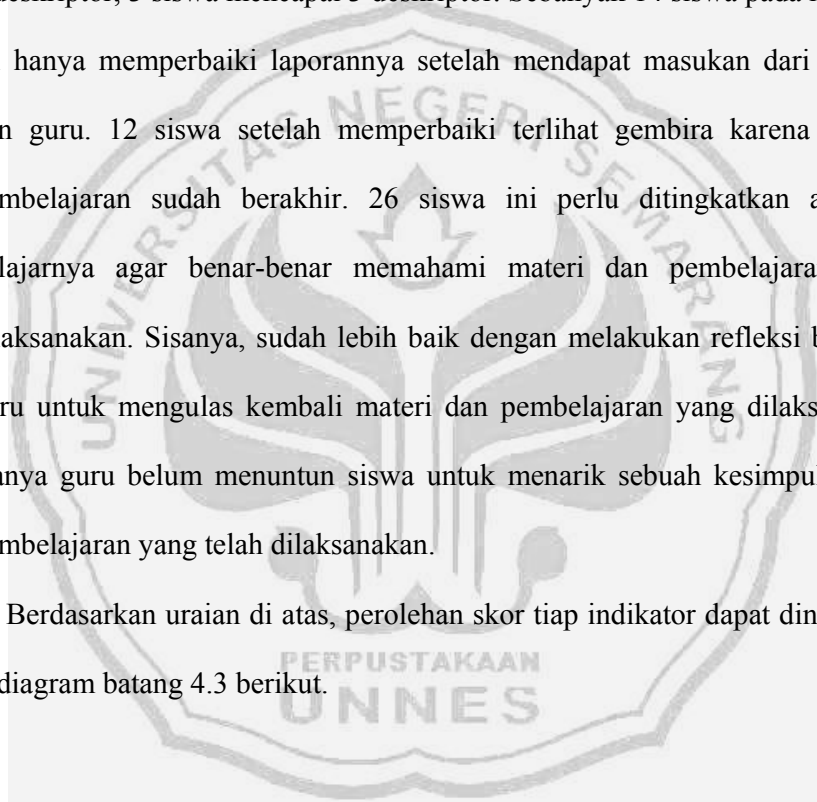 deskriptor, 3 siswa mencapai 3 deskriptor. Sebanyak 14 siswa pada
hanya memperbaiki laporannya setelah mendapat masukan dari
guru. 12 siswa setelah memperbaiki terlihat gembira karena
mbelajaran sudah berakhir. 26 siswa ini perlu ditingkatkan
lajarnya agar benar-benar memahami materi dan
aksanakan. Sisanya, sudah lebih baik dengan melakukan refleksi
ru untuk mengulas kembali materi dan pembelajaran yang
anya guru belum menuntun siswa untuk menarik sebuah
mbelajaran yang telah dilaksanakan.
Berdasarkan uraian di atas, perolehan skor tiap indikator dapat
diagram batang 4.3 berikut.
UNIVERSITAS NEGERI SEMARANG
PERPUSTAKAAN
UNNES